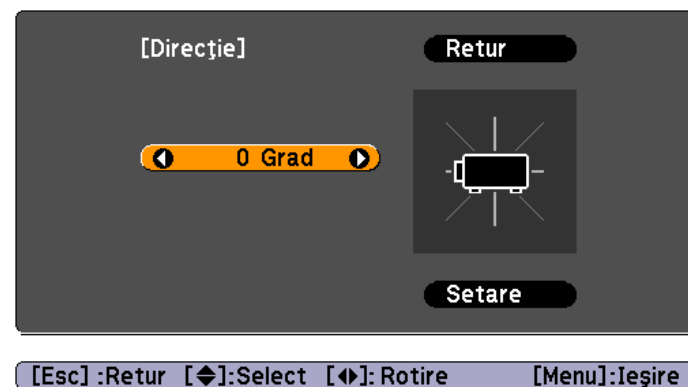 [Direcţie]
Retur
0 Grad
Setare
[Esc] :Retur [◆]:Select [◀▶]: Rotire [Menu]:Ieşire